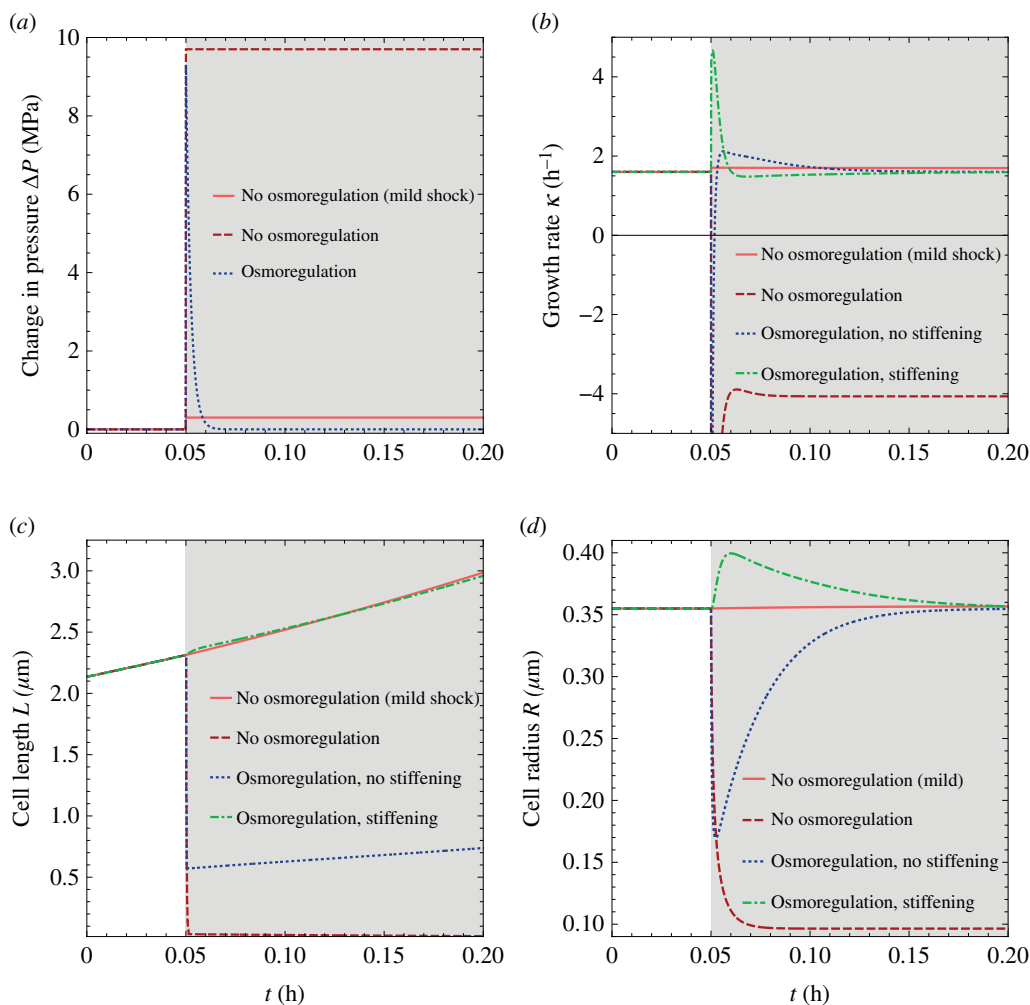 (a)
10
8
6
4
2
0
Change in pressure ΔP (MPa)
No osmoregulation (mild shock)
No osmoregulation
Osmoregulation
0 0.05 0.10 0.15 0.20
(b)
4
2
0
−2
−4
Growth rate κ (h−1)
No osmoregulation (mild shock)
No osmoregulation
Osmoregulation, no stiffening
Osmoregulation, stiffening
0 0.05 0.10 0.15 0.20
(c)
3.0
2.5
2.0
1.5
1.0
0.5
Cell length L (μm)
No osmoregulation (mild shock)
No osmoregulation
Osmoregulation, no stiffening
Osmoregulation, stiffening
0 0.05 0.10 0.15 0.20
t (h)
(d)
0.40
0.35
0.30
0.25
0.20
0.15
0.10
Cell radius R (μm)
No osmoregulation (mild)
No osmoregulation
Osmoregulation, no stiffening
Osmoregulation, stiffening
0 0.05 0.10 0.15 0.20
t (h)